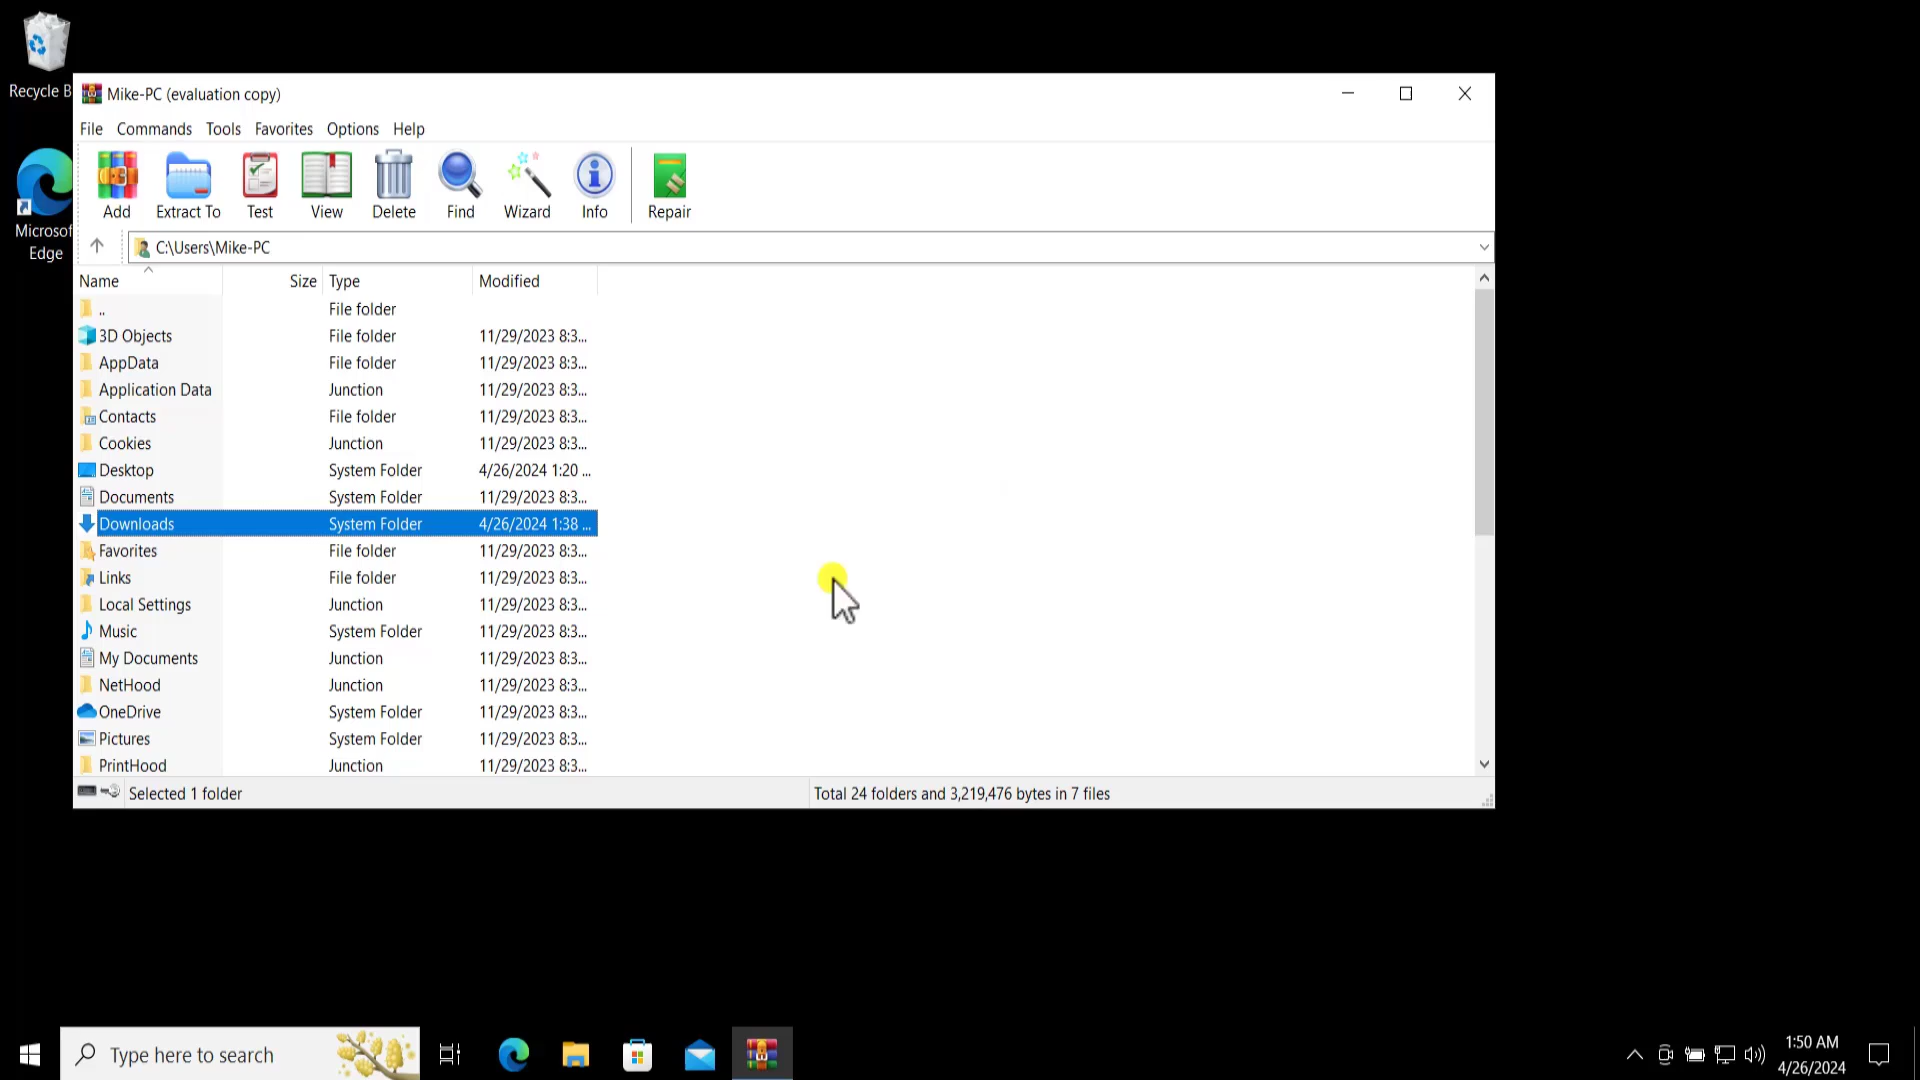 Recycle B
Microsof
Edge
Mike-PC (evaluation copy)
File Commands Tools Favorites Options Help
Add Extract To Test View Delete Find Wizard Info Repair
C:\Users\Mike-PC
Name Size Type Modified
.. File folder
3D Objects File folder 11/29/2023 8:3...
AppData File folder 11/29/2023 8:3...
Application Data Junction 11/29/2023 8:3...
Contacts File folder 11/29/2023 8:3...
Cookies Junction 11/29/2023 8:3...
Desktop System Folder 4/26/2024 1:20 ...
Documents System Folder 11/29/2023 8:3...
Downloads System Folder 4/26/2024 1:38 ...
Favorites File folder 11/29/2023 8:3...
Links File folder 11/29/2023 8:3...
Local Settings Junction 11/29/2023 8:3...
Music System Folder 11/29/2023 8:3...
My Documents Junction 11/29/2023 8:3...
NetHood Junction 11/29/2023 8:3...
OneDrive System Folder 11/29/2023 8:3...
Pictures System Folder 11/29/2023 8:3...
PrintHood Junction 11/29/2023 8:3...
Selected 1 folder Total 24 folders and 3,219,476 bytes in 7 files
Type here to search
1:50 AM
4/26/2024